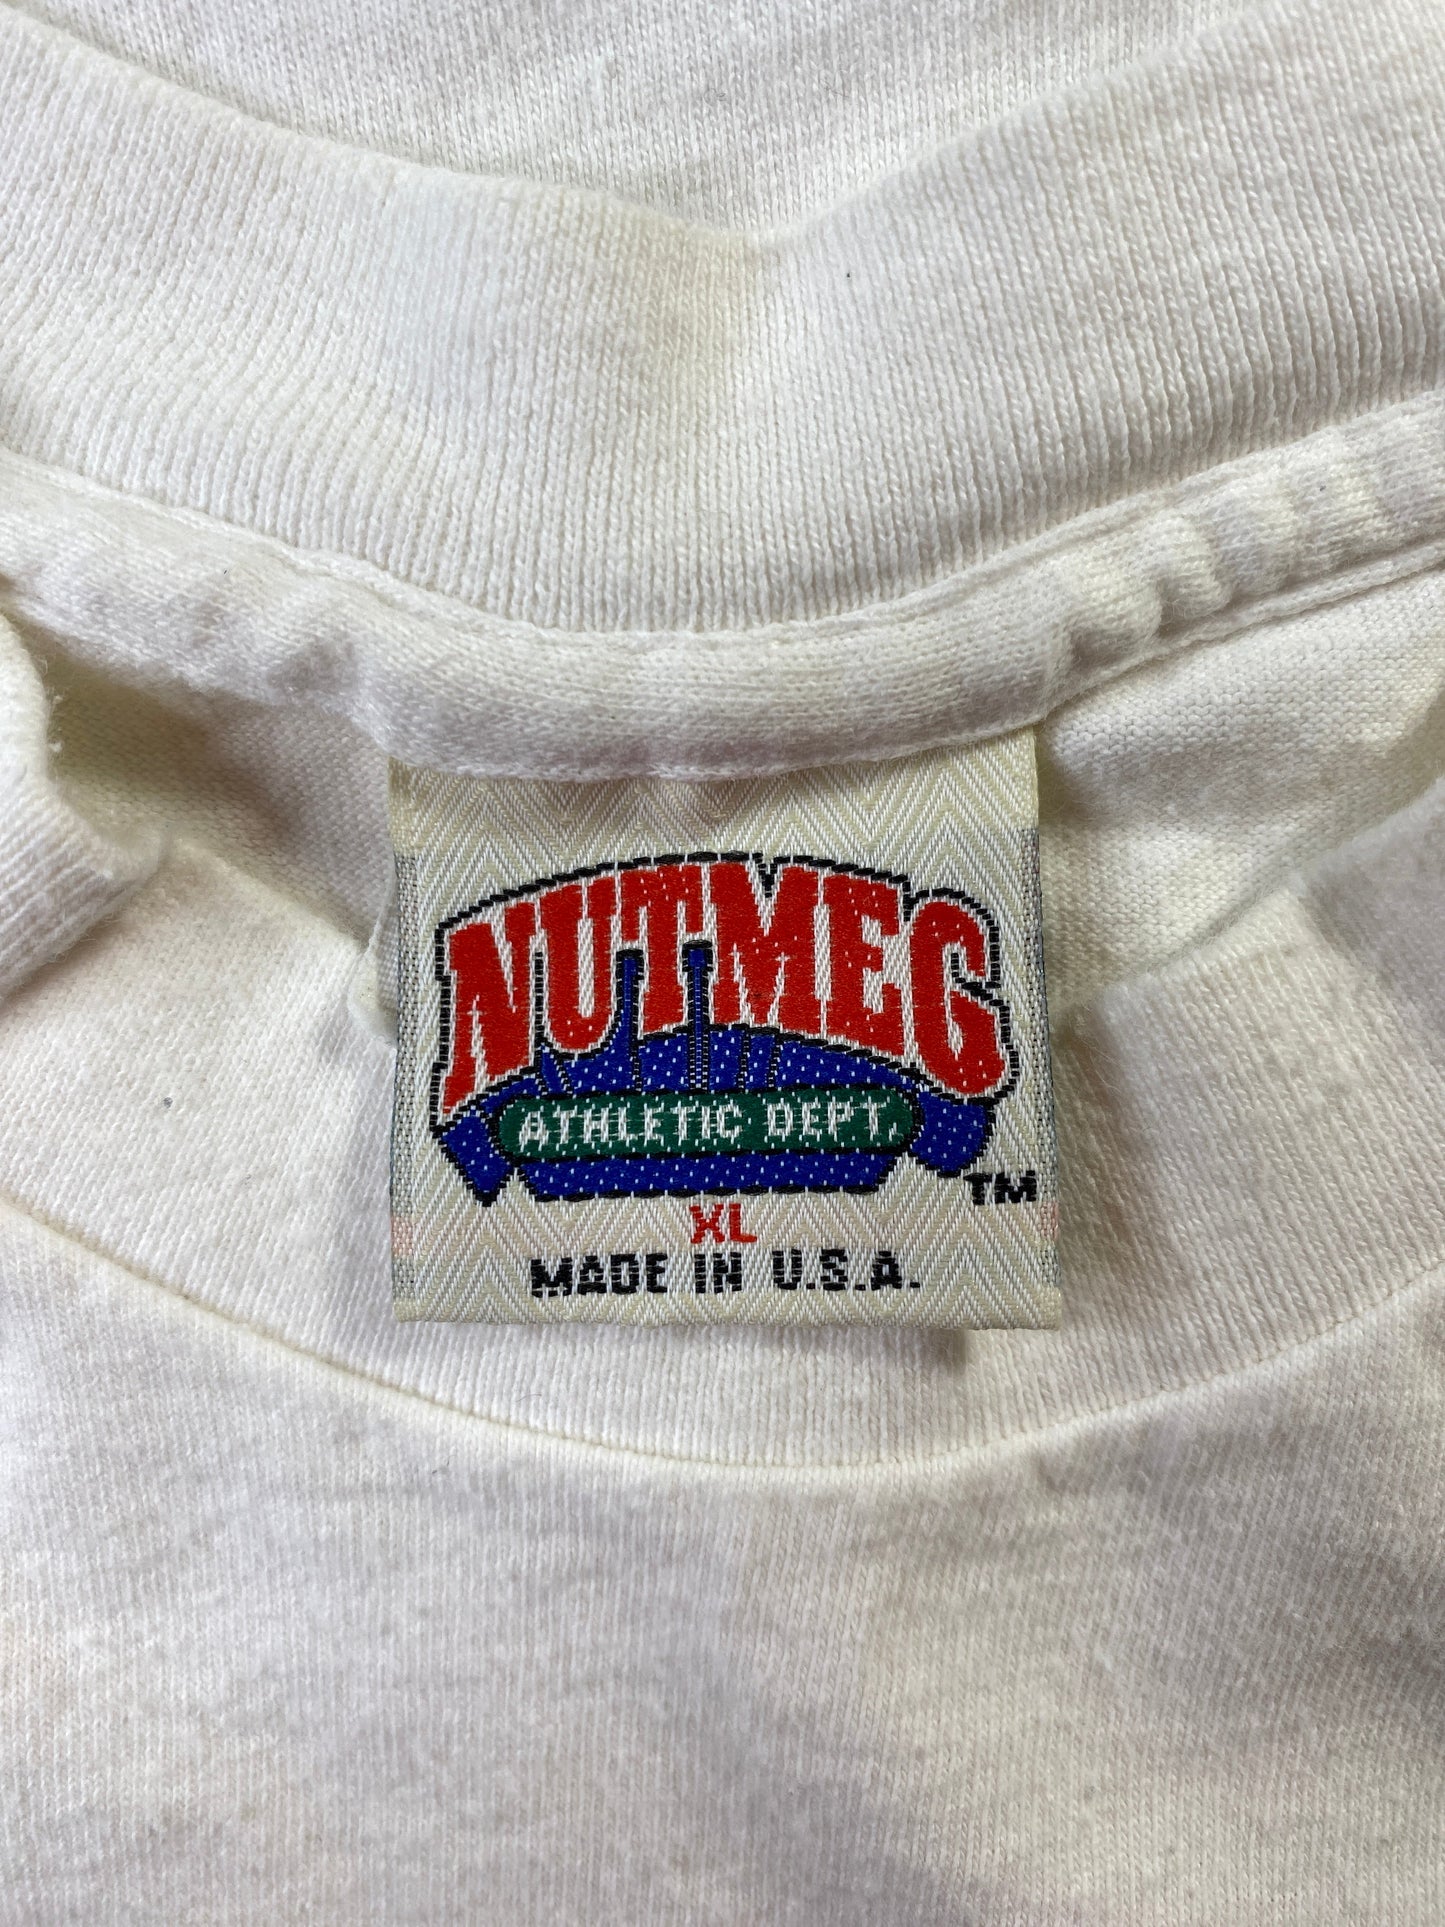 NUTMEG
ATHLETIC DEPT.
TM
XL
MADE IN U.S.A.